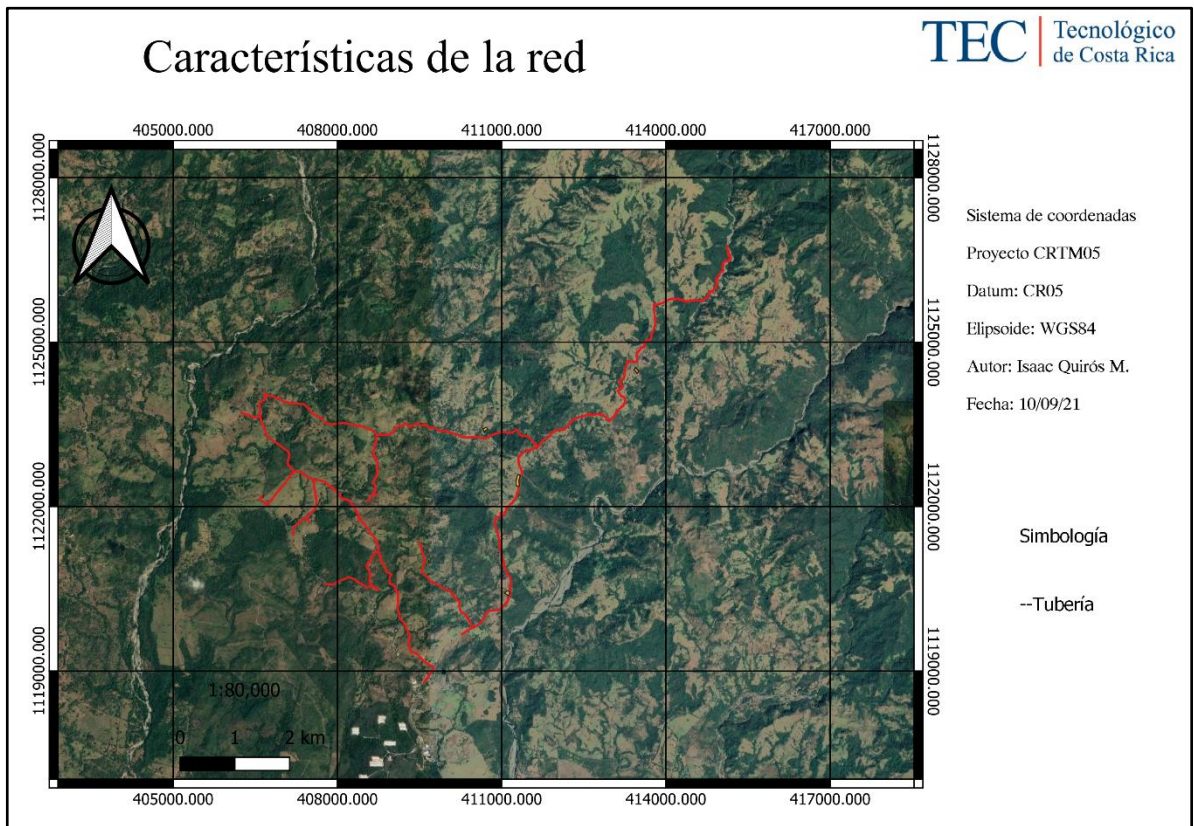 Características de la red
TEC
Tecnológico
de Costa Rica
405000.000 408000.000 411000.000 414000.000 417000.000
1128000.000 1128000.000
1125000.000 1125000.000
1122000.000 1122000.000
1119000.000 1119000.000
Sistema de coordenadas
Proyecto CRTM05
Datum: CR05
Elipsoide: WGS84
Autor: Isaac Quirós M.
Fecha: 10/09/21
Simbología
--Tubería
1:80,000
0 1 2 km
405000.000 408000.000 411000.000 414000.000 417000.000